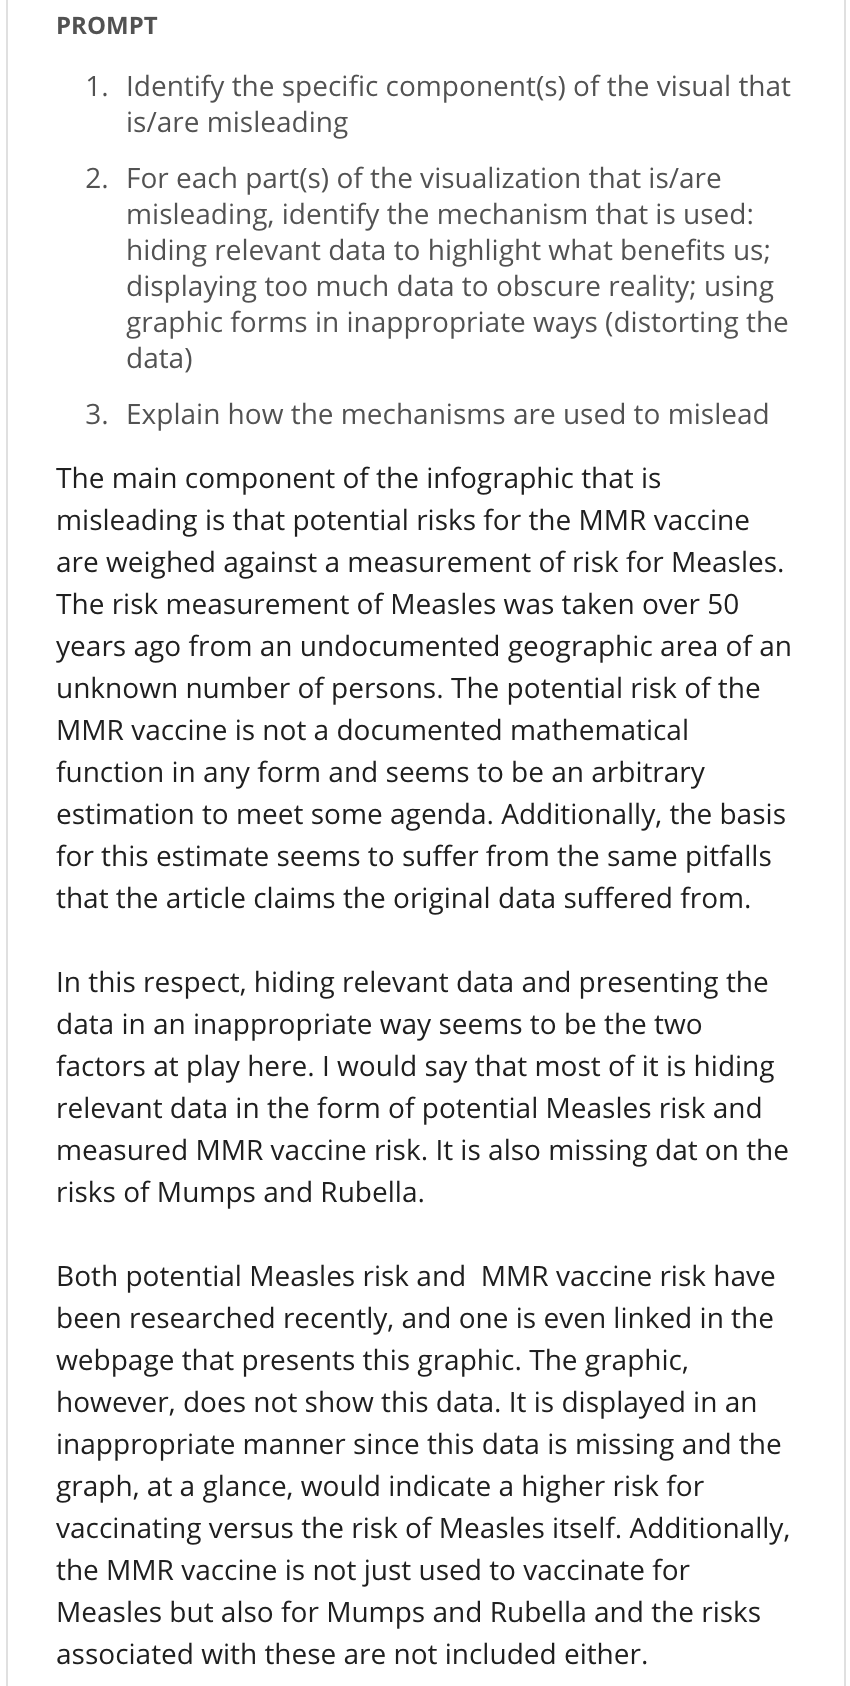 PROMPT
1. Identify the specific component(s) of the visual that
is/are misleading
2. For each part(s) of the visualization that is/are
misleading, identify the mechanism that is used:
hiding relevant data to highlight what benefits us;
displaying too much data to obscure reality; using
graphic forms in inappropriate ways (distorting the
data)
3. Explain how the mechanisms are used to mislead
The main component of the infographic that is
misleading is that potential risks for the MMR vaccine
are weighed against a measurement of risk for Measles.
The risk measurement of Measles was taken over 50
years ago from an undocumented geographic area of an
unknown number of persons. The potential risk of the
MMR vaccine is not a documented mathematical
function in any form and seems to be an arbitrary
estimation to meet some agenda. Additionally, the basis
for this estimate seems to suffer from the same pitfalls
that the article claims the original data suffered from.
In this respect, hiding relevant data and presenting the
data in an inappropriate way seems to be the two
factors at play here. I would say that most of it is hiding
relevant data in the form of potential Measles risk and
measured MMR vaccine risk. It is also missing dat on the
risks of Mumps and Rubella.
Both potential Measles risk and  MMR vaccine risk have
been researched recently, and one is even linked in the
webpage that presents this graphic. The graphic,
however, does not show this data. It is displayed in an
inappropriate manner since this data is missing and the
graph, at a glance, would indicate a higher risk for
vaccinating versus the risk of Measles itself. Additionally,
the MMR vaccine is not just used to vaccinate for
Measles but also for Mumps and Rubella and the risks
associated with these are not included either.